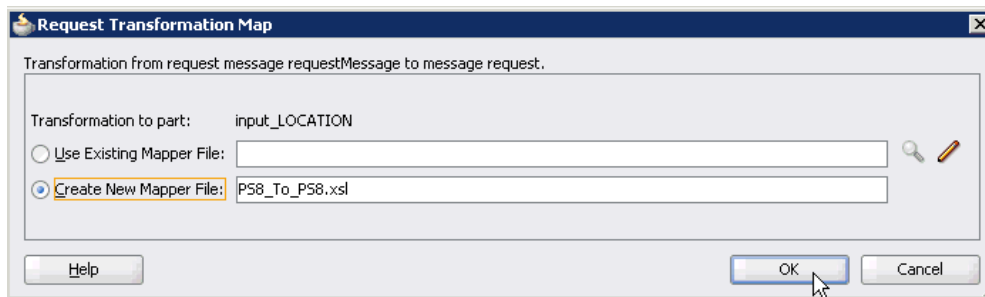 Request Transformation Map
Transformation from request message requestMessage to message request.
Transformation to part: input_LOCATION
Use Existing Mapper File:
Create New Mapper File: PS8_To_PS8.xsl
Help OK Cancel